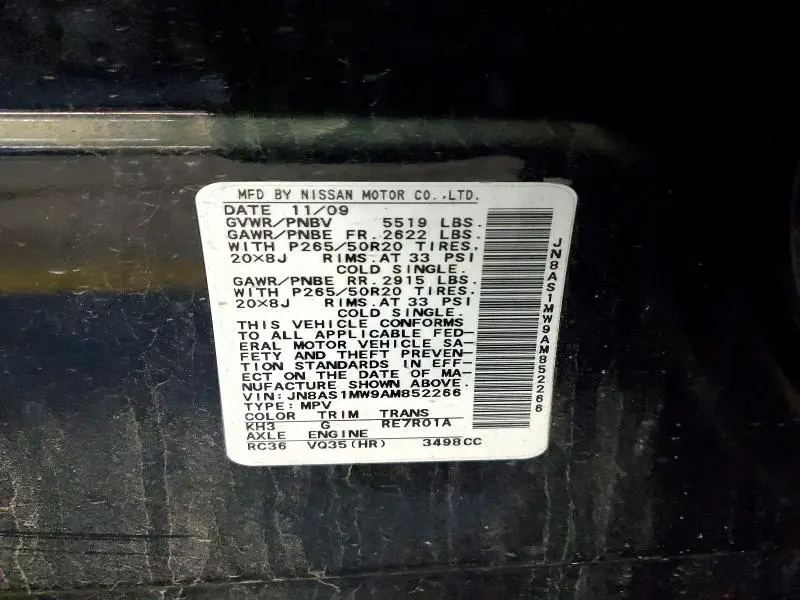 MFD BY NISSAN MOTOR CO.,LTD.
DATE 11/09
GVWR/PNBV 5519 LBS.
GAWR/PNBE FR. 2622 LBS.
WITH P265/50R20 TIRES,
20×8J RIMS.AT 33 PSI
COLD SINGLE.
GAWR/PNBE RR. 2915 LBS.
WITH P265/50R20 TIRES,
20×8J RIMS.AT 33 PSI
COLD SINGLE.
THIS VEHICLE CONFORMS
TO ALL APPLICABLE FED-
ERAL MOTOR VEHICLE SA-
FETY AND THEFT PREVEN-
TION STANDARDS IN EFF-
ECT ON THE DATE OF MA-
NUFACTURE SHOWN ABOVE.
VIN: JN8AS1MW9AM852266
TYPE: MPV
COLOR TRIM TRANS
KH3 G RE7R01A
AXLE ENGINE
RC36 VQ35(HR) 3498CC
JN8AS1MW9AM852266